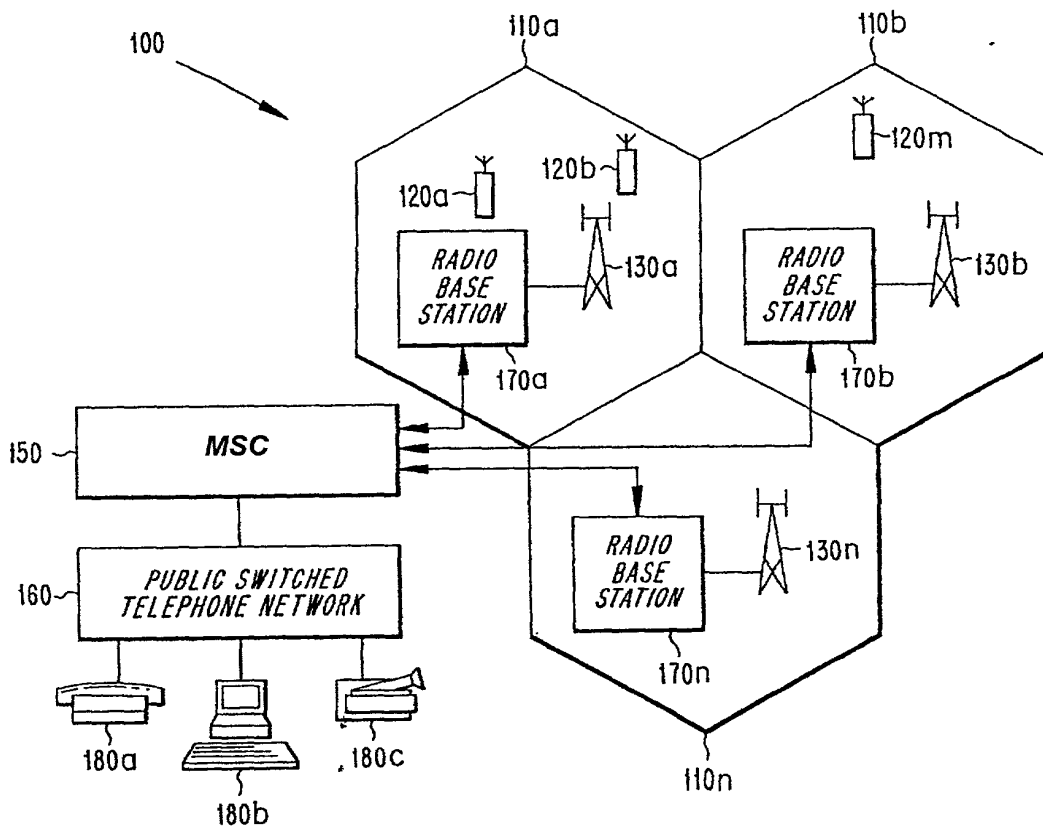 100
110a
110b
120a
120b
120m
RADIO
BASE
STATION
130a
170a
RADIO
BASE
STATION
130b
170b
150
MSC
RADIO
BASE
STATION
130n
170n
160
PUBLIC SWITCHED
TELEPHONE NETWORK
180a
180b
180c
110n